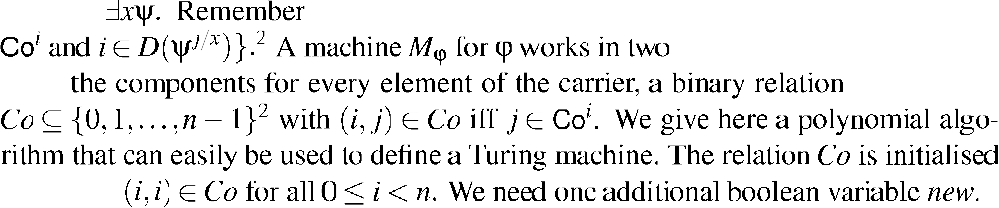 ∃xψ. Remember
Coⁱ and i ∈ D(ψ^{j/x})}.² A machine M_φ for φ works in two
the components for every element of the carrier, a binary relation
Co ⊆ {0,1,...,n−1}² with (i, j) ∈ Co iff j ∈ Coⁱ. We give here a polynomial algo-
rithm that can easily be used to define a Turing machine. The relation Co is initialised
(i,i) ∈ Co for all 0 ≤ i < n. We need one additional boolean variable new.